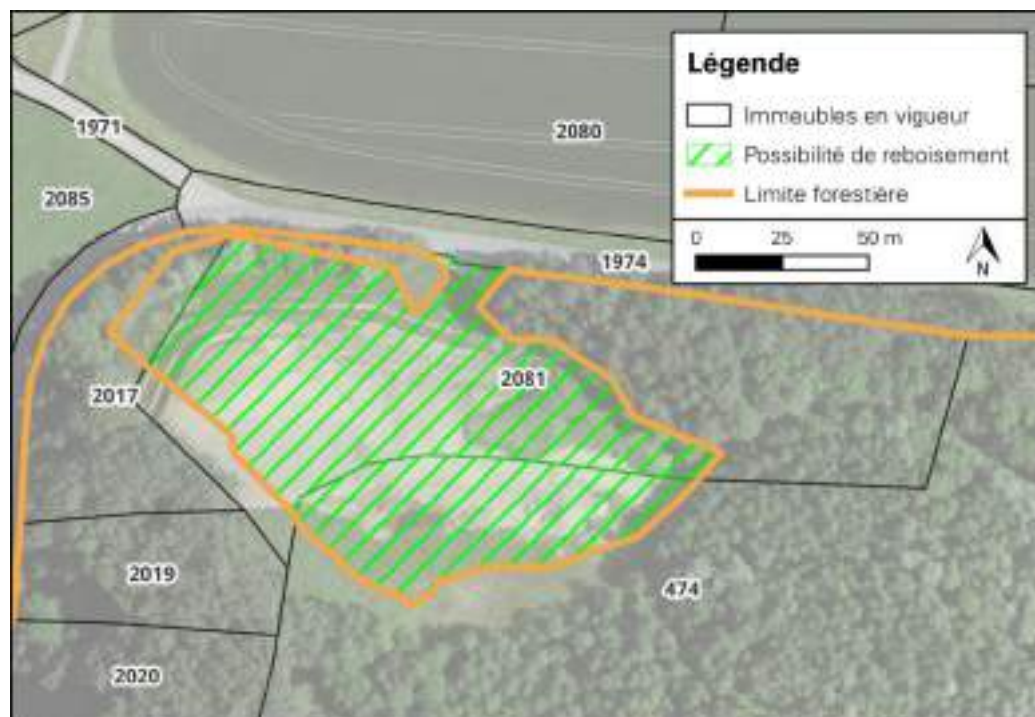 Légende
Immeubles en vigueur
Possibilité de reboisement
Limite forestière
0 25 50 m
N
1971
2080
2085
1974
2081
2017
2019
474
2020